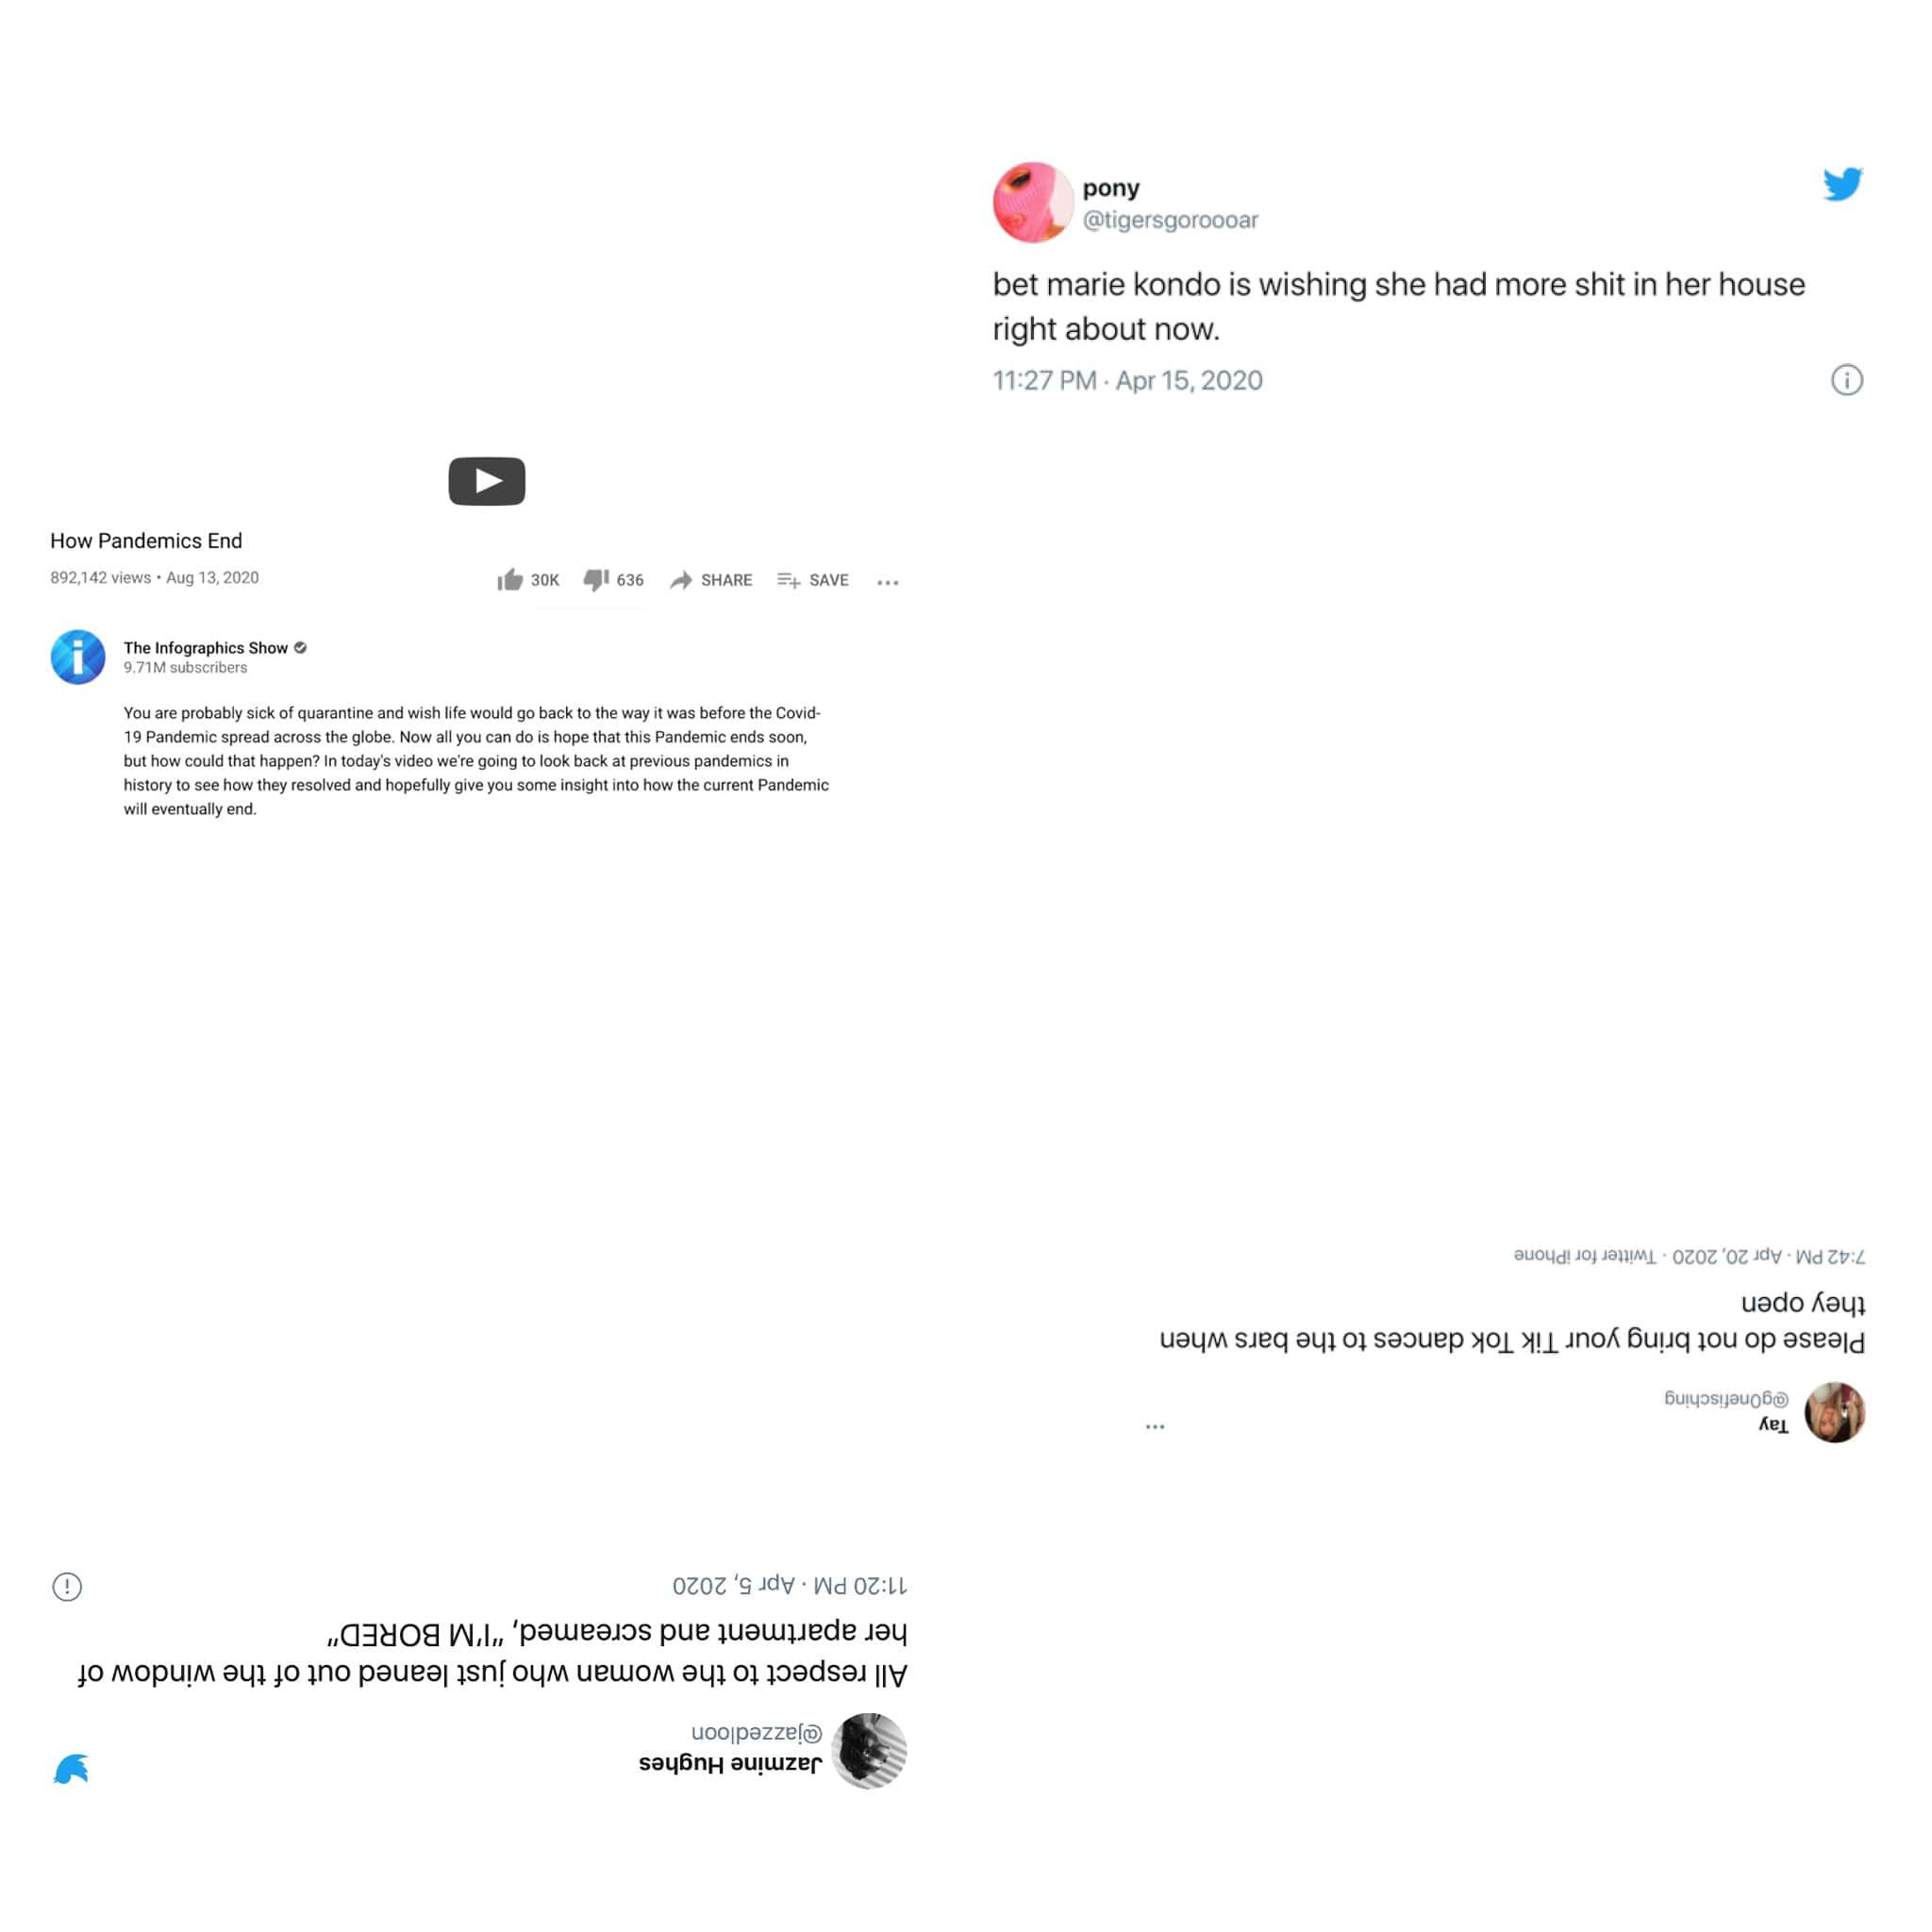 pony
@tigersgoroooar
bet marie kondo is wishing she had more shit in her house
right about now.
11:27 PM · Apr 15, 2020
How Pandemics End
892,142 views • Aug 13, 2020
30K 636 SHARE SAVE
The Infographics Show
9.71M subscribers
You are probably sick of quarantine and wish life would go back to the way it was before the Covid-
19 Pandemic spread across the globe. Now all you can do is hope that this Pandemic ends soon,
but how could that happen? In today's video we're going to look back at previous pandemics in
history to see how they resolved and hopefully give you some insight into how the current Pandemic
will eventually end.
Tay
@g0nefisching
Please do not bring your Tik Tok dances to the bars when
they open
7:42 PM · Apr 20, 2020 · Twitter for iPhone
Jazmine Hughes
@jazzedloon
All respect to the woman who just leaned out of the window of
her apartment and screamed, "I'M BORED"
11:20 PM · Apr 5, 2020